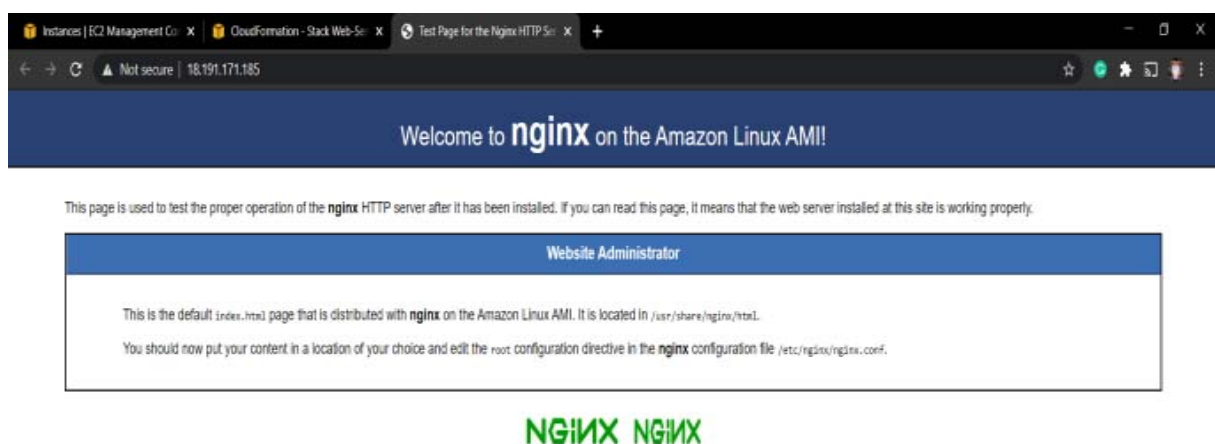 Instances | EC2 Management Co
CloudFormation - Stack Web-Se
Test Page for the Nginx HTTP Se
Not secure | 18.191.171.185
Welcome to nginx on the Amazon Linux AMI!
This page is used to test the proper operation of the nginx HTTP server after it has been installed. If you can read this page, it means that the web server installed at this site is working properly.
Website Administrator
This is the default index.html page that is distributed with nginx on the Amazon Linux AMI. It is located in /usr/share/nginx/html.
You should now put your content in a location of your choice and edit the root configuration directive in the nginx configuration file /etc/nginx/nginx.conf.
NGINX NGINX